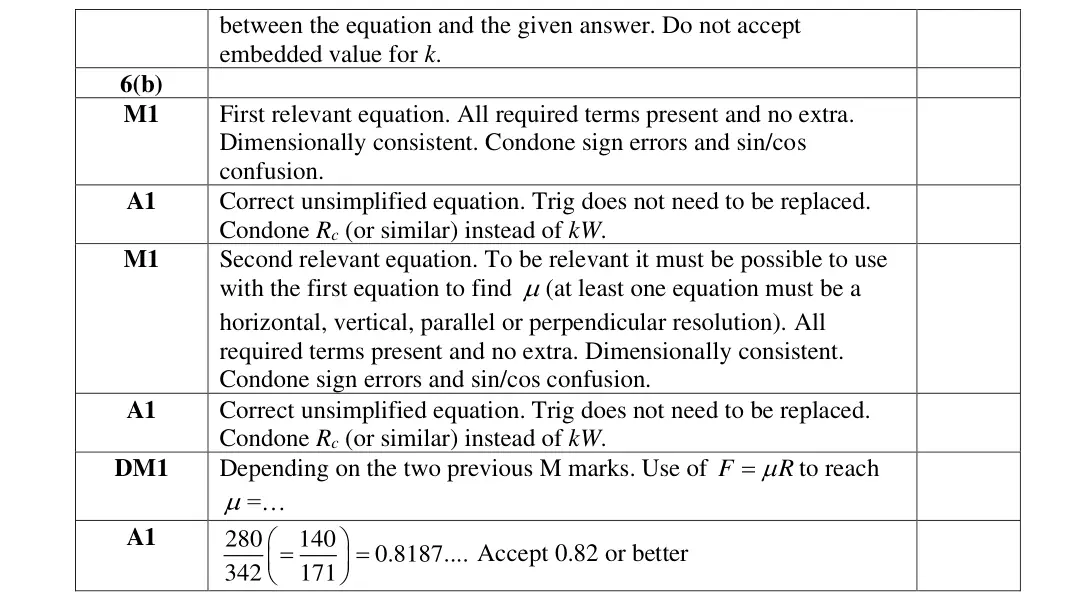 between the equation and the given answer. Do not accept
embedded value for k.
6(b)
M1 First relevant equation. All required terms present and no extra.
Dimensionally consistent. Condone sign errors and sin/cos
confusion.
A1 Correct unsimplified equation. Trig does not need to be replaced.
Condone R_c (or similar) instead of kW.
M1 Second relevant equation. To be relevant it must be possible to use
with the first equation to find μ (at least one equation must be a
horizontal, vertical, parallel or perpendicular resolution). All
required terms present and no extra. Dimensionally consistent.
Condone sign errors and sin/cos confusion.
A1 Correct unsimplified equation. Trig does not need to be replaced.
Condone R_c (or similar) instead of kW.
DM1 Depending on the two previous M marks. Use of F = μR to reach
μ =…
A1 280/342 (= 140/171) = 0.8187.... Accept 0.82 or better